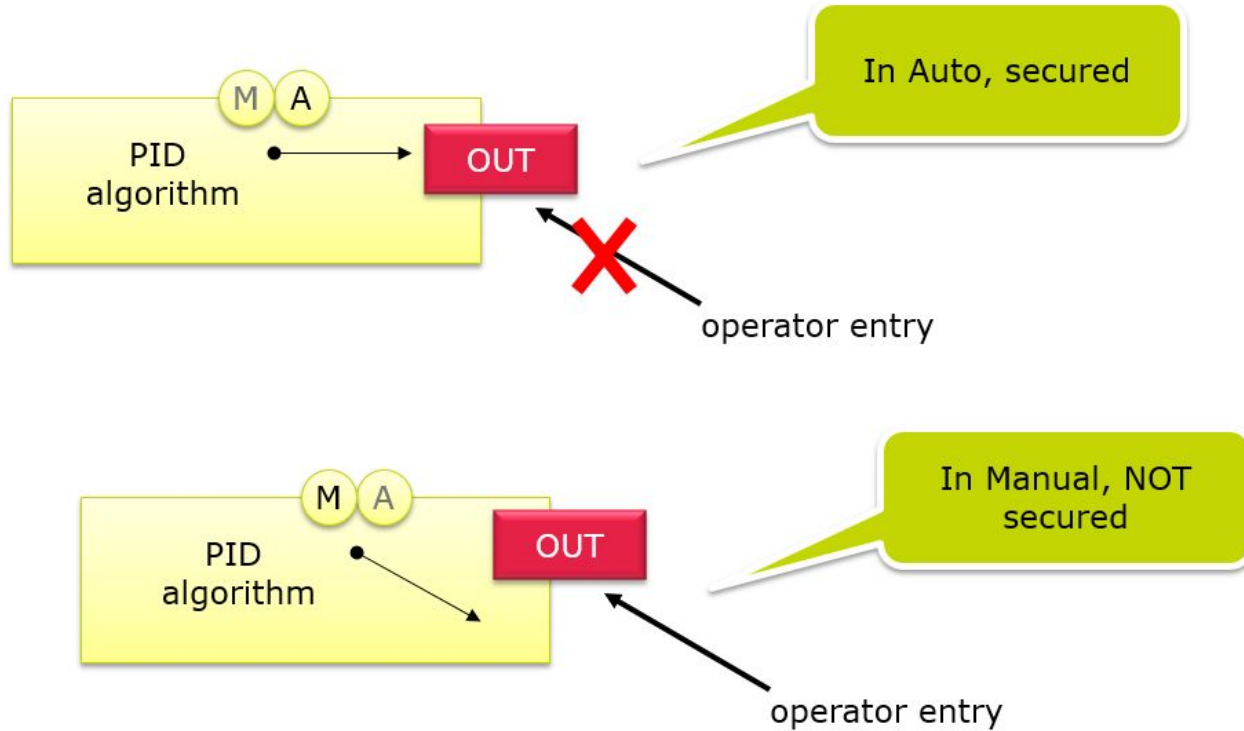 In Auto, secured
M A
PID
algorithm
OUT
operator entry
In Manual, NOT
secured
M A
PID
algorithm
OUT
operator entry